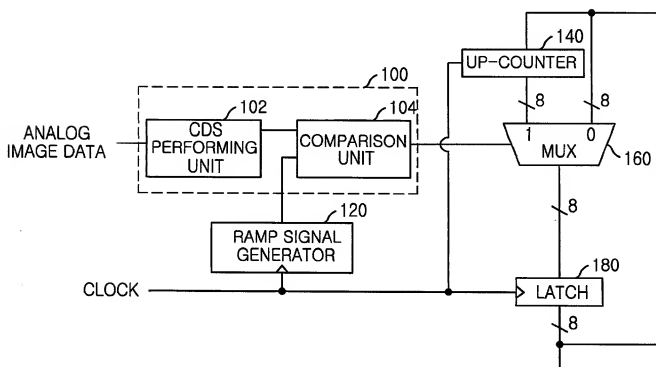 140
UP-COUNTER
100
8
8
102
104
ANALOG
IMAGE DATA
CDS
PERFORMING
UNIT
COMPARISON
UNIT
1
0
MUX
160
120
8
RAMP SIGNAL
GENERATOR
180
CLOCK
LATCH
8